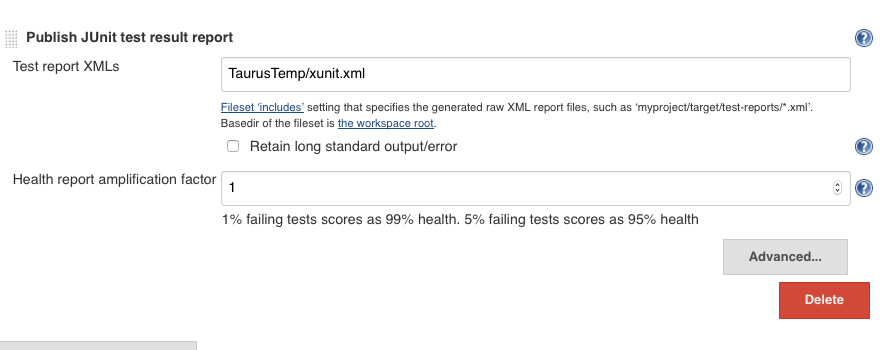 Publish JUnit test result report
?
Test report XMLs
TaurusTemp/xunit.xml
Fileset 'includes' setting that specifies the generated raw XML report files, such as 'myproject/target/test-reports/*.xml'.
Basedir of the fileset is the workspace root.
Retain long standard output/error
?
Health report amplification factor
1
?
1% failing tests scores as 99% health. 5% failing tests scores as 95% health
Advanced...
Delete